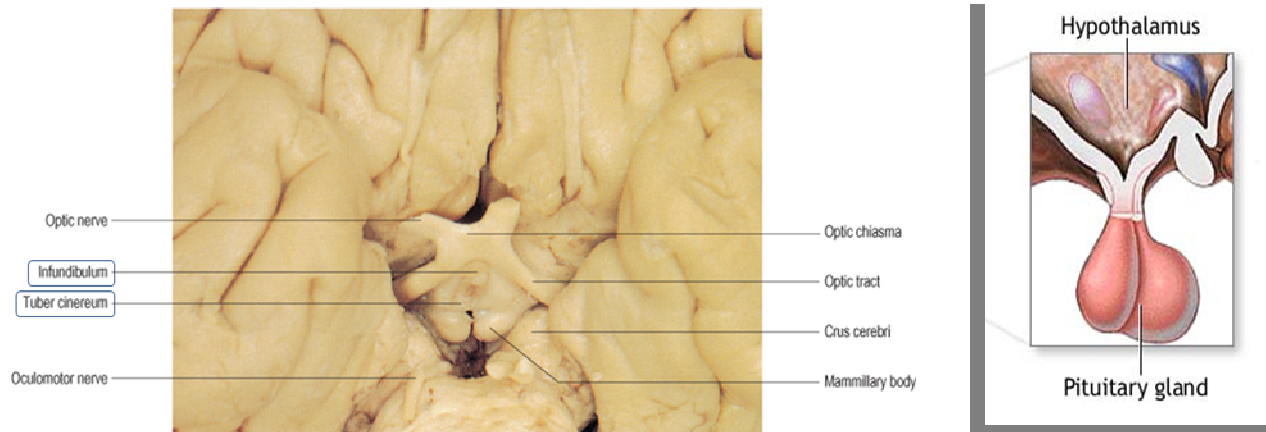 Optic nerve
Infundibulum
Tuber cinereum
Oculomotor nerve
Optic chiasma
Optic tract
Crus cerebri
Mammillary body
Hypothalamus
Pituitary gland